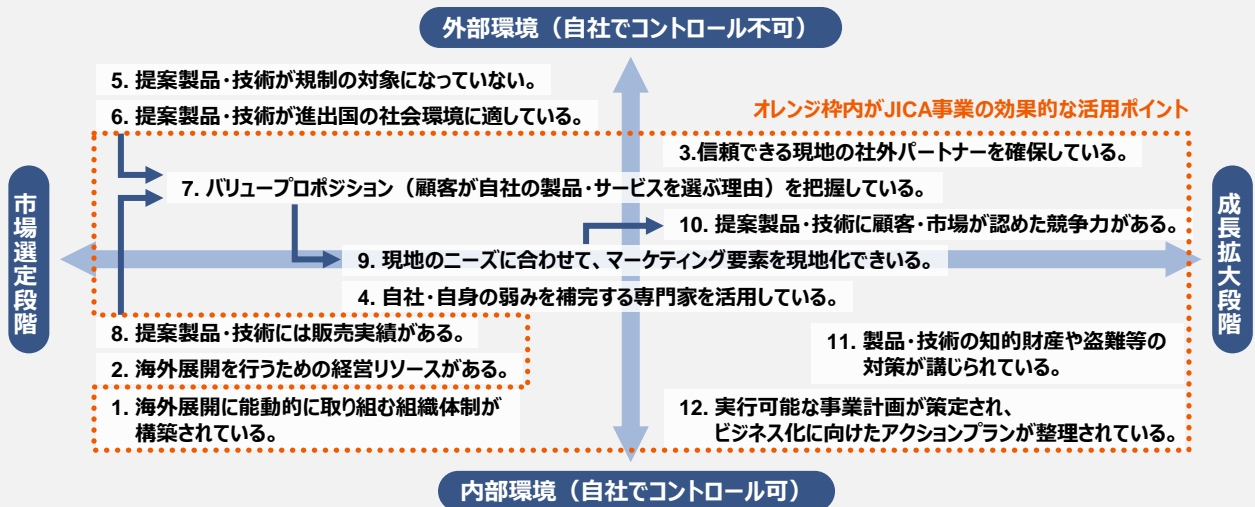 外部環境（自社でコントロール不可）
5. 提案製品・技術が規制の対象になっていない。
6. 提案製品・技術が進出国の社会環境に適している。
オレンジ枠内がJICA事業の効果的な活用ポイント
3.信頼できる現地の社外パートナーを確保している。
市場選定段階
7. バリュープロポジション（顧客が自社の製品・サービスを選ぶ理由）を把握している。
10. 提案製品・技術に顧客・市場が認めた競争力がある。
成長拡大段階
9. 現地のニーズに合わせて、マーケティング要素を現地化できいる。
4. 自社・自身の弱みを補完する専門家を活用している。
8. 提案製品・技術には販売実績がある。
2. 海外展開を行うための経営リソースがある。
11. 製品・技術の知的財産や盗難等の
対策が講じられている。
1. 海外展開に能動的に取り組む組織体制が
構築されている。
12. 実行可能な事業計画が策定され、
ビジネス化に向けたアクションプランが整理されている。
内部環境（自社でコントロール可）